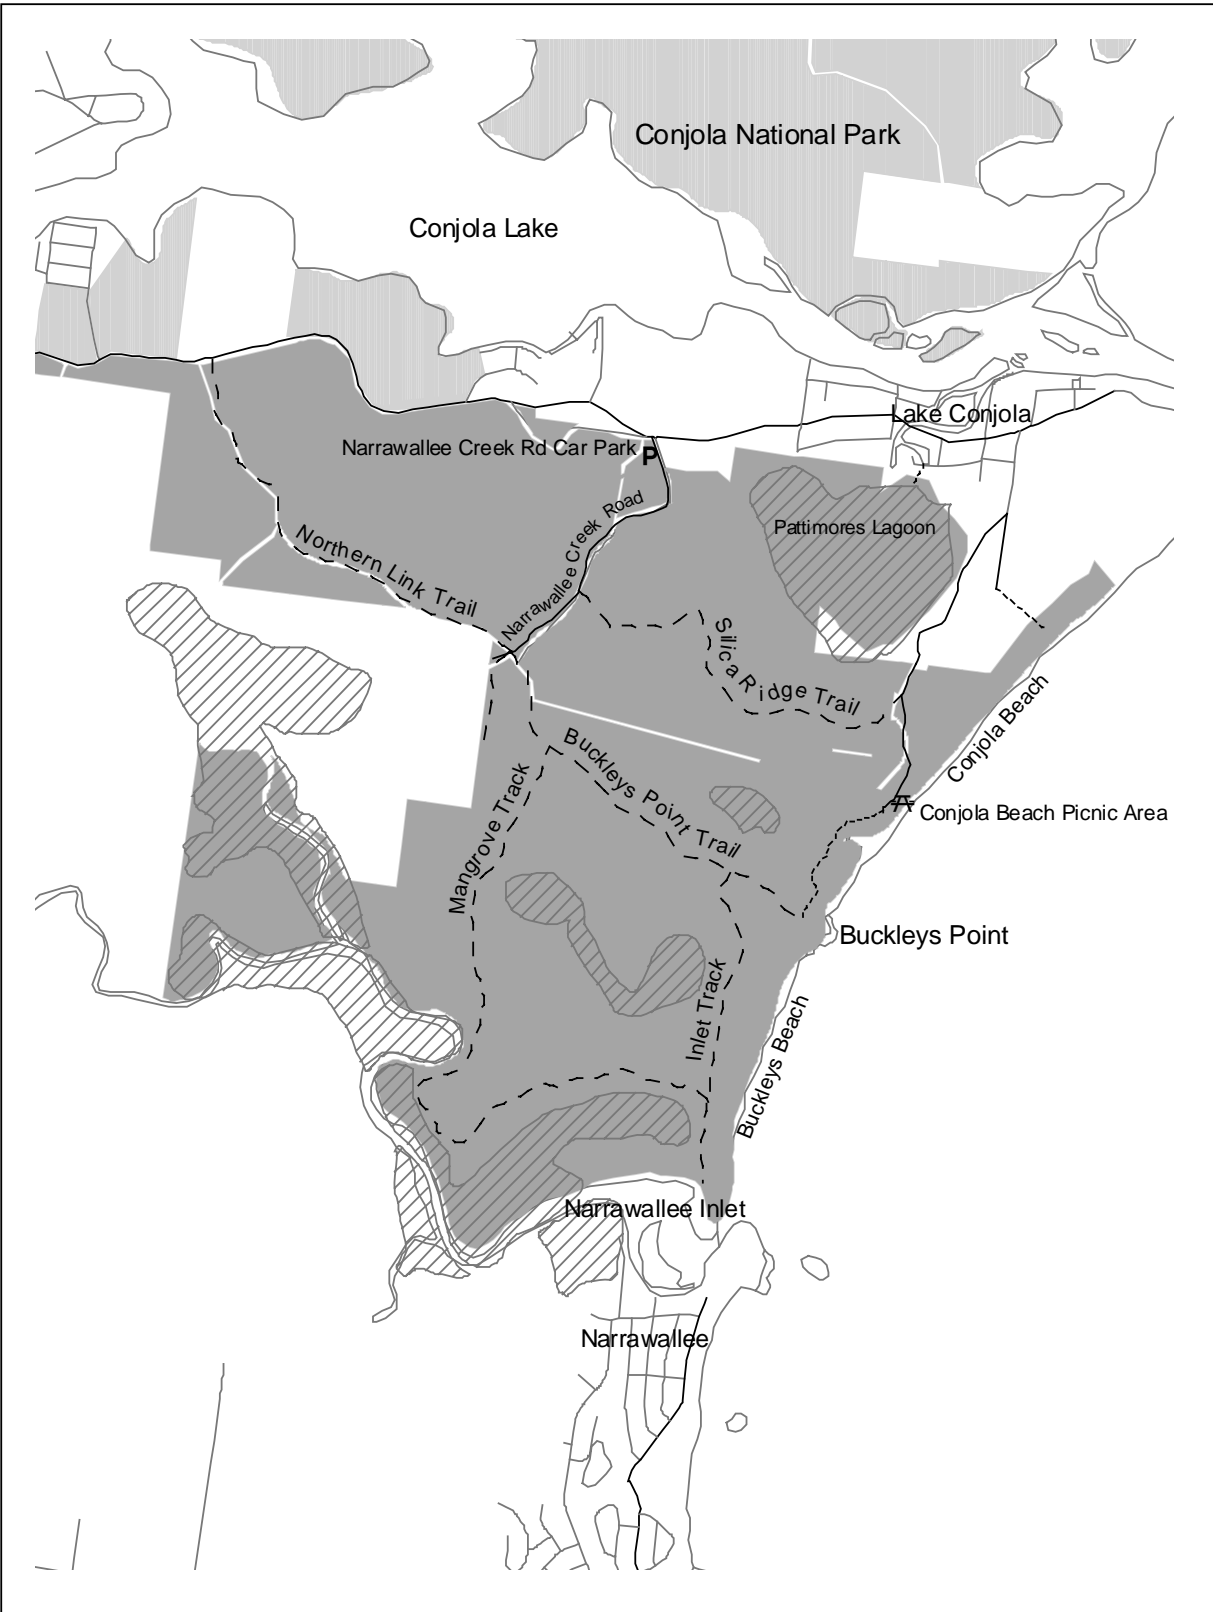 Conjola National Park
Conjola Lake
Lake Conjola
Narrawallee Creek Rd Car Park
P
Narrawallee Creek Road
Pattimores Lagoon
Northern Link Trail
Silica Ridge Trail
Conjola Beach
Buckleys Point Trail
Mangrove Track
Conjola Beach Picnic Area
Buckleys Point
Inlet Track
Buckleys Beach
Narrawallee Inlet
Narrawallee